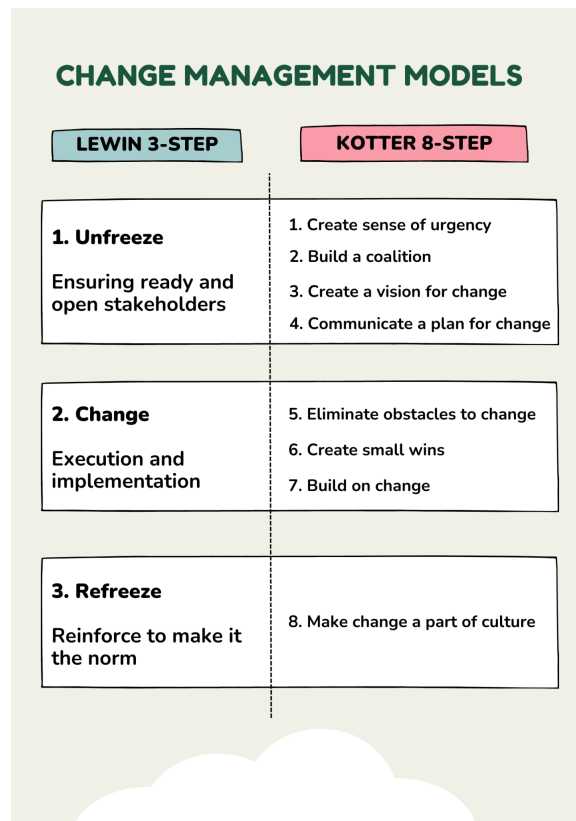 CHANGE MANAGEMENT MODELS
LEWIN 3-STEP
KOTTER 8-STEP
1. Unfreeze
Ensuring ready and
open stakeholders
1. Create sense of urgency
2. Build a coalition
3. Create a vision for change
4. Communicate a plan for change
2. Change
Execution and
implementation
5. Eliminate obstacles to change
6. Create small wins
7. Build on change
3. Refreeze
Reinforce to make it
the norm
8. Make change a part of culture